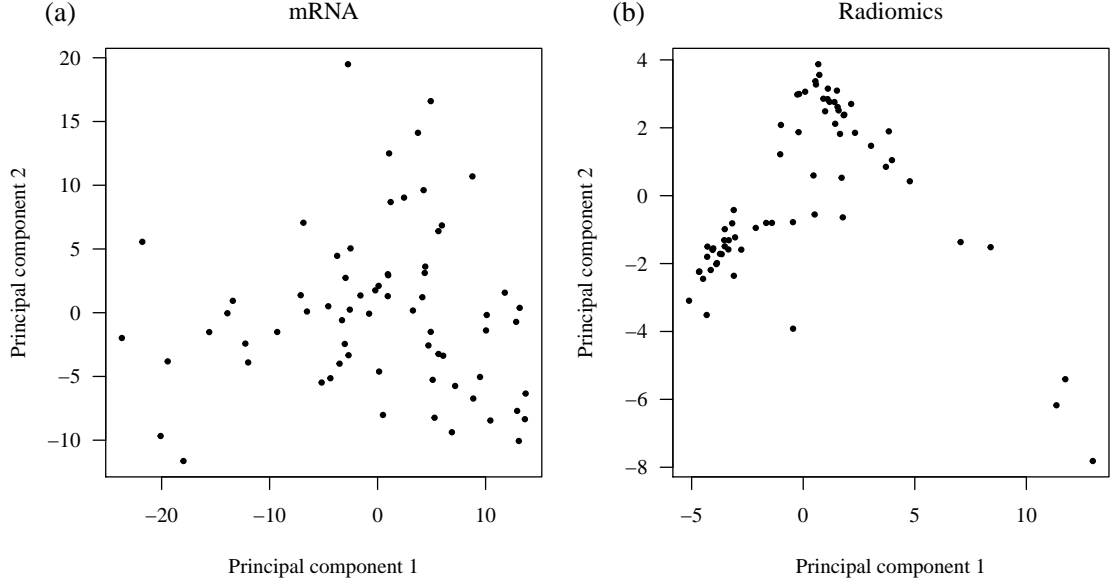 (a)
mRNA
20
15
10
5
0
−5
−10
−20
−10
0
10
Principal component 2
Principal component 1
(b)
Radiomics
4
2
0
−2
−4
−6
−8
−5
0
5
10
Principal component 2
Principal component 1